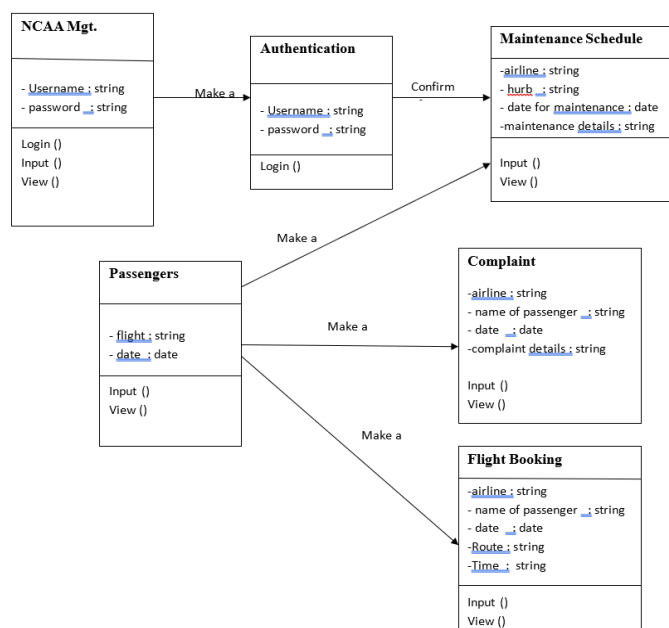 NCAA Mgt.
- Username : string
- password : string
Login ()
Input ()
View ()
Make a
Authentication
- Username : string
- password : string
Login ()
Confirm
Maintenance Schedule
-airline : string
- hurb : string
- date for maintenance : date
-maintenance details : string
Input ()
View ()
Make a
Passengers
- flight : string
- date : date
Input ()
View ()
Make a
Complaint
-airline : string
- name of passenger : string
- date : date
-complaint details : string
Input ()
View ()
Make a
Flight Booking
-airline : string
- name of passenger : string
- date : date
-Route : string
-Time : string
Input ()
View ()